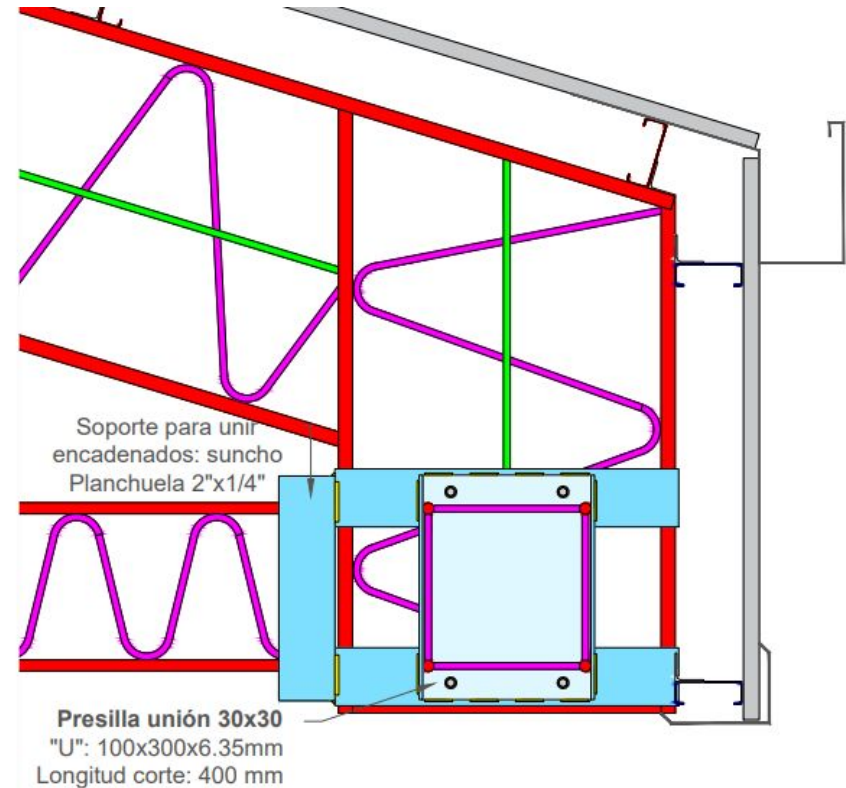 Soporte para unir
encadenados: suncho
Planchuela 2"x1/4"
Presilla unión 30x30
"U": 100x300x6.35mm
Longitud corte: 400 mm